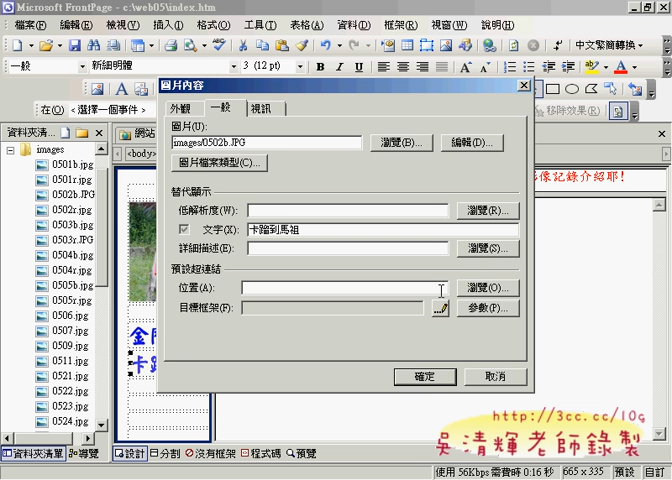 Microsoft FrontPage - c:\web05\index.htm
檔案(F) 編輯(E) 檢視(V) 插入(I) 格式(O) 工具(T) 表格(A) 資料(D) 框架(R) 視窗(W) 說明(H)
中文繁簡轉換
一般 新細明體 3 (12 pt) B I U A A A
在(O) <選擇一個事件> 移除效果(R)
資料夾清單 網站
<body>
像記錄介紹耶!
images
0501b.jpg
0501r.jpg
0502b.JPG
0502r.jpg
0503b.jpg
0503r.JPG
0504b.jpg
0504r.jpg
0505b.jpg
0505r.jpg
0506.jpg
0507.jpg
0509.jpg
0511.jpg
0521.jpg
0522.jpg
0523.jpg
0524.jpg
圖片內容
外觀 一般 視訊
圖片(U):
images/0502b.JPG 瀏覽(B)... 編輯(D)...
圖片檔案類型(C)...
替代顯示
低解析度(W): 瀏覽(R)...
文字(X): 卡蹓到馬祖
詳細描述(E): 瀏覽(S)...
預設超連結
位置(A): 瀏覽(O)...
目標框架(F): 參數(P)...
確定 取消
金門
卡蹓
http://3cc.cc/10g
吳清輝老師錄製
資料夾清單 導覽 設計 分割 沒有框架 程式碼 預覽
使用 56Kbps 需費時 0:16 秒 665 x 335 預設 自訂